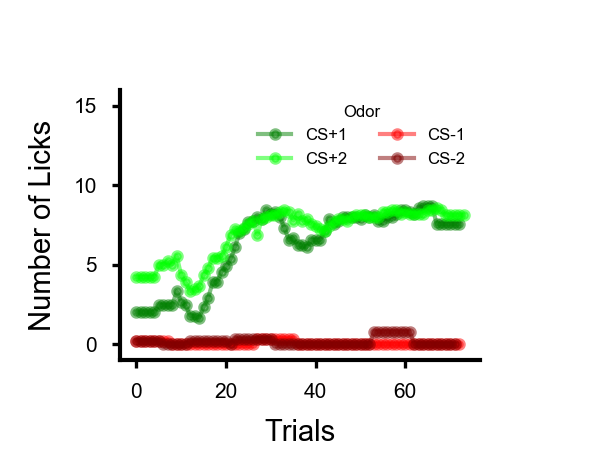 Number of Licks
15
10
5
0
Odor
CS+1 CS-1
CS+2 CS-2
0 20 40 60
Trials